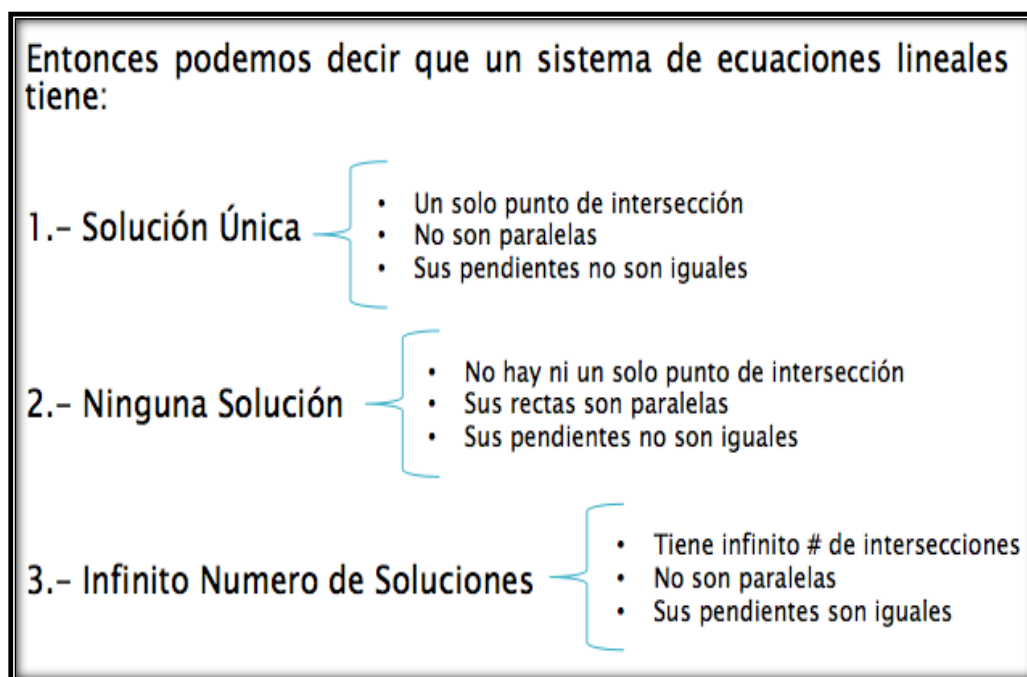 Entonces podemos decir que un sistema de ecuaciones lineales
tiene:
1.- Solución Única
• Un solo punto de intersección
• No son paralelas
• Sus pendientes no son iguales
2.- Ninguna Solución
• No hay ni un solo punto de intersección
• Sus rectas son paralelas
• Sus pendientes no son iguales
3.- Infinito Numero de Soluciones
• Tiene infinito # de intersecciones
• No son paralelas
• Sus pendientes son iguales